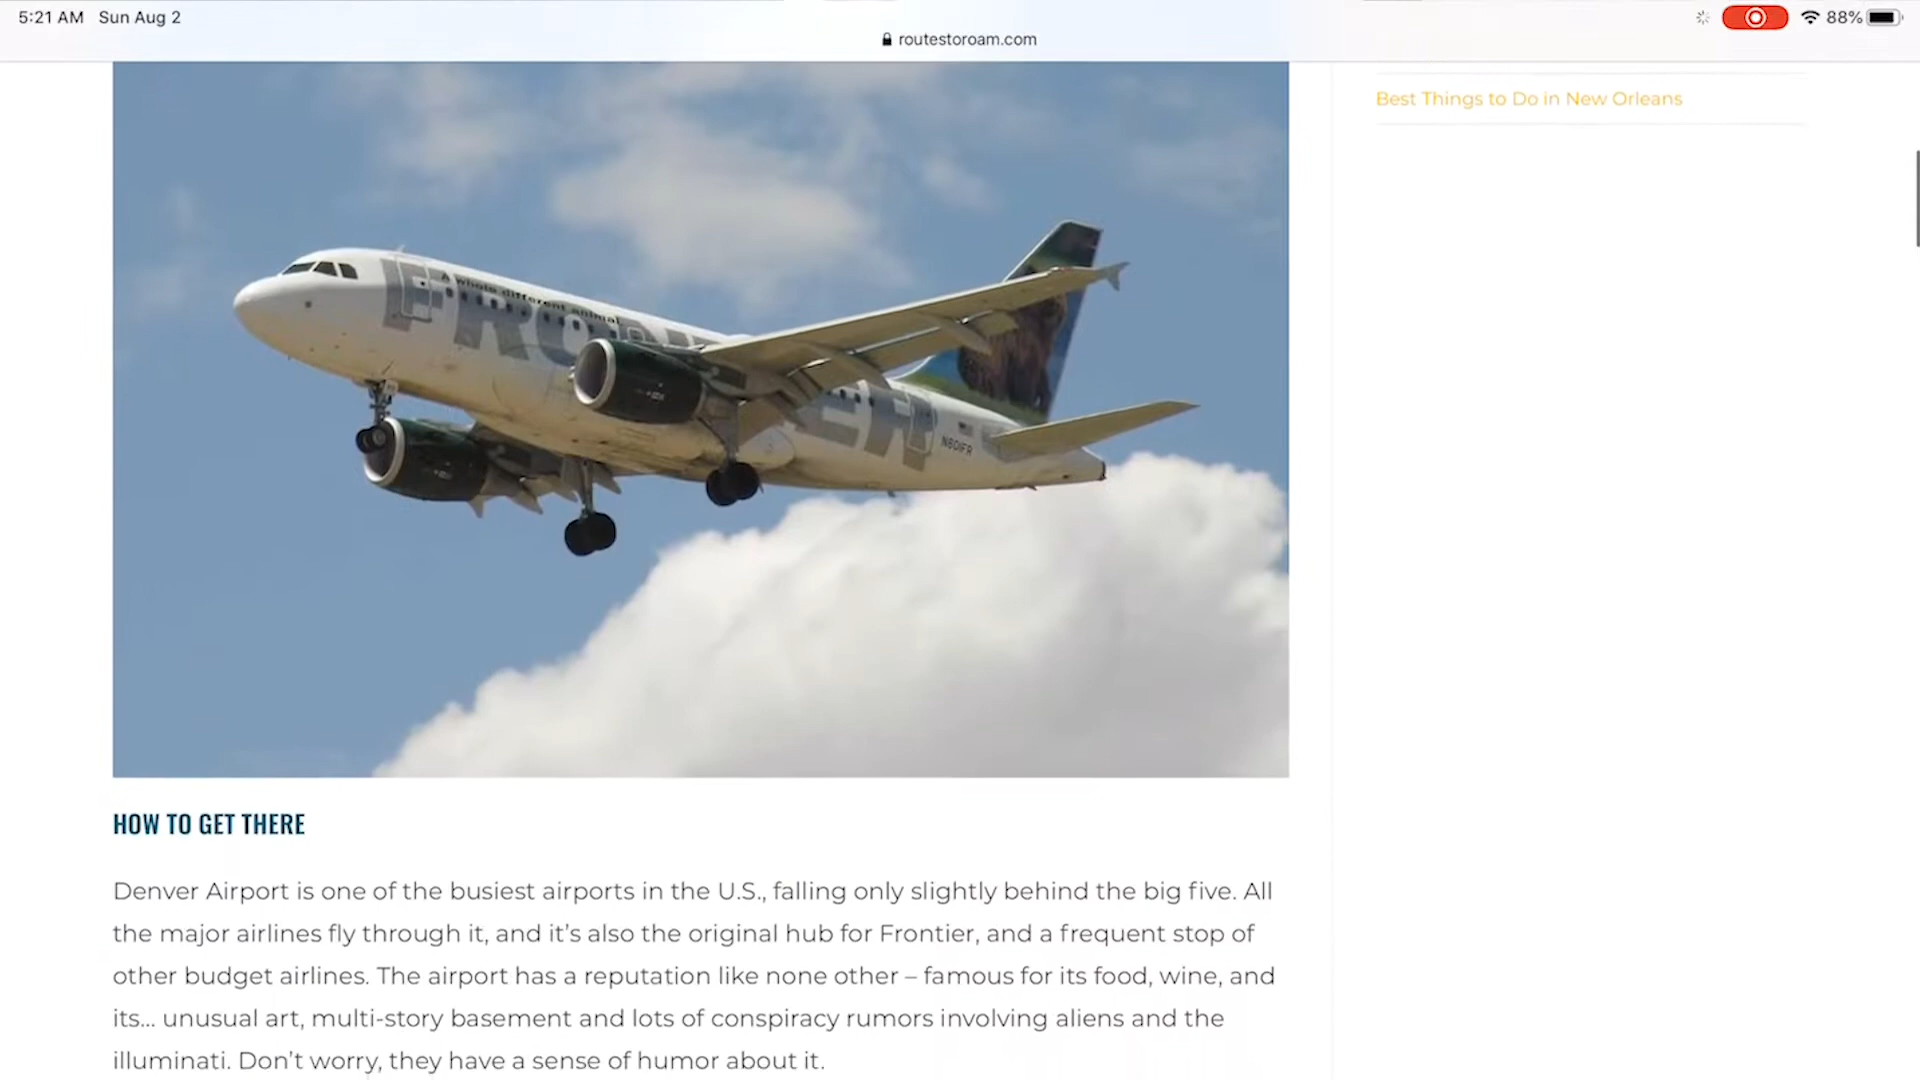 5:21 AM Sun Aug 2
88%
routestoroam.com
Best Things to Do in New Orleans
A whole different animal
N801FR
HOW TO GET THERE
Denver Airport is one of the busiest airports in the U.S., falling only slightly behind the big five. All
the major airlines fly through it, and it’s also the original hub for Frontier, and a frequent stop of
other budget airlines. The airport has a reputation like none other – famous for its food, wine, and
its... unusual art, multi-story basement and lots of conspiracy rumors involving aliens and the
illuminati. Don’t worry, they have a sense of humor about it.